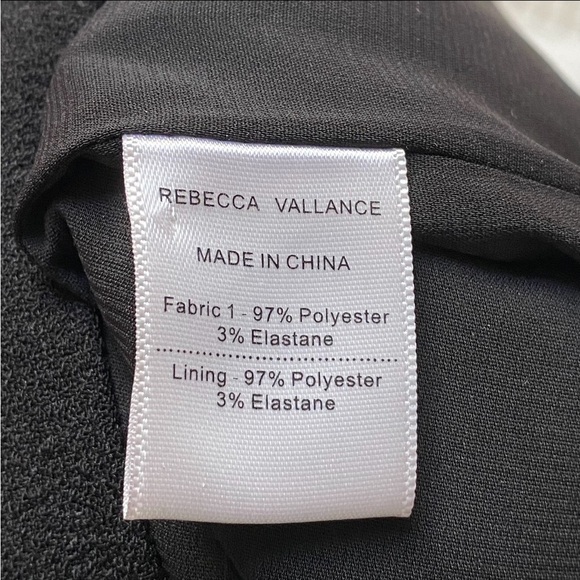 REBECCA VALLANCE
MADE IN CHINA
Fabric 1 - 97% Polyester
3% Elastane
Lining - 97% Polyester
3% Elastane